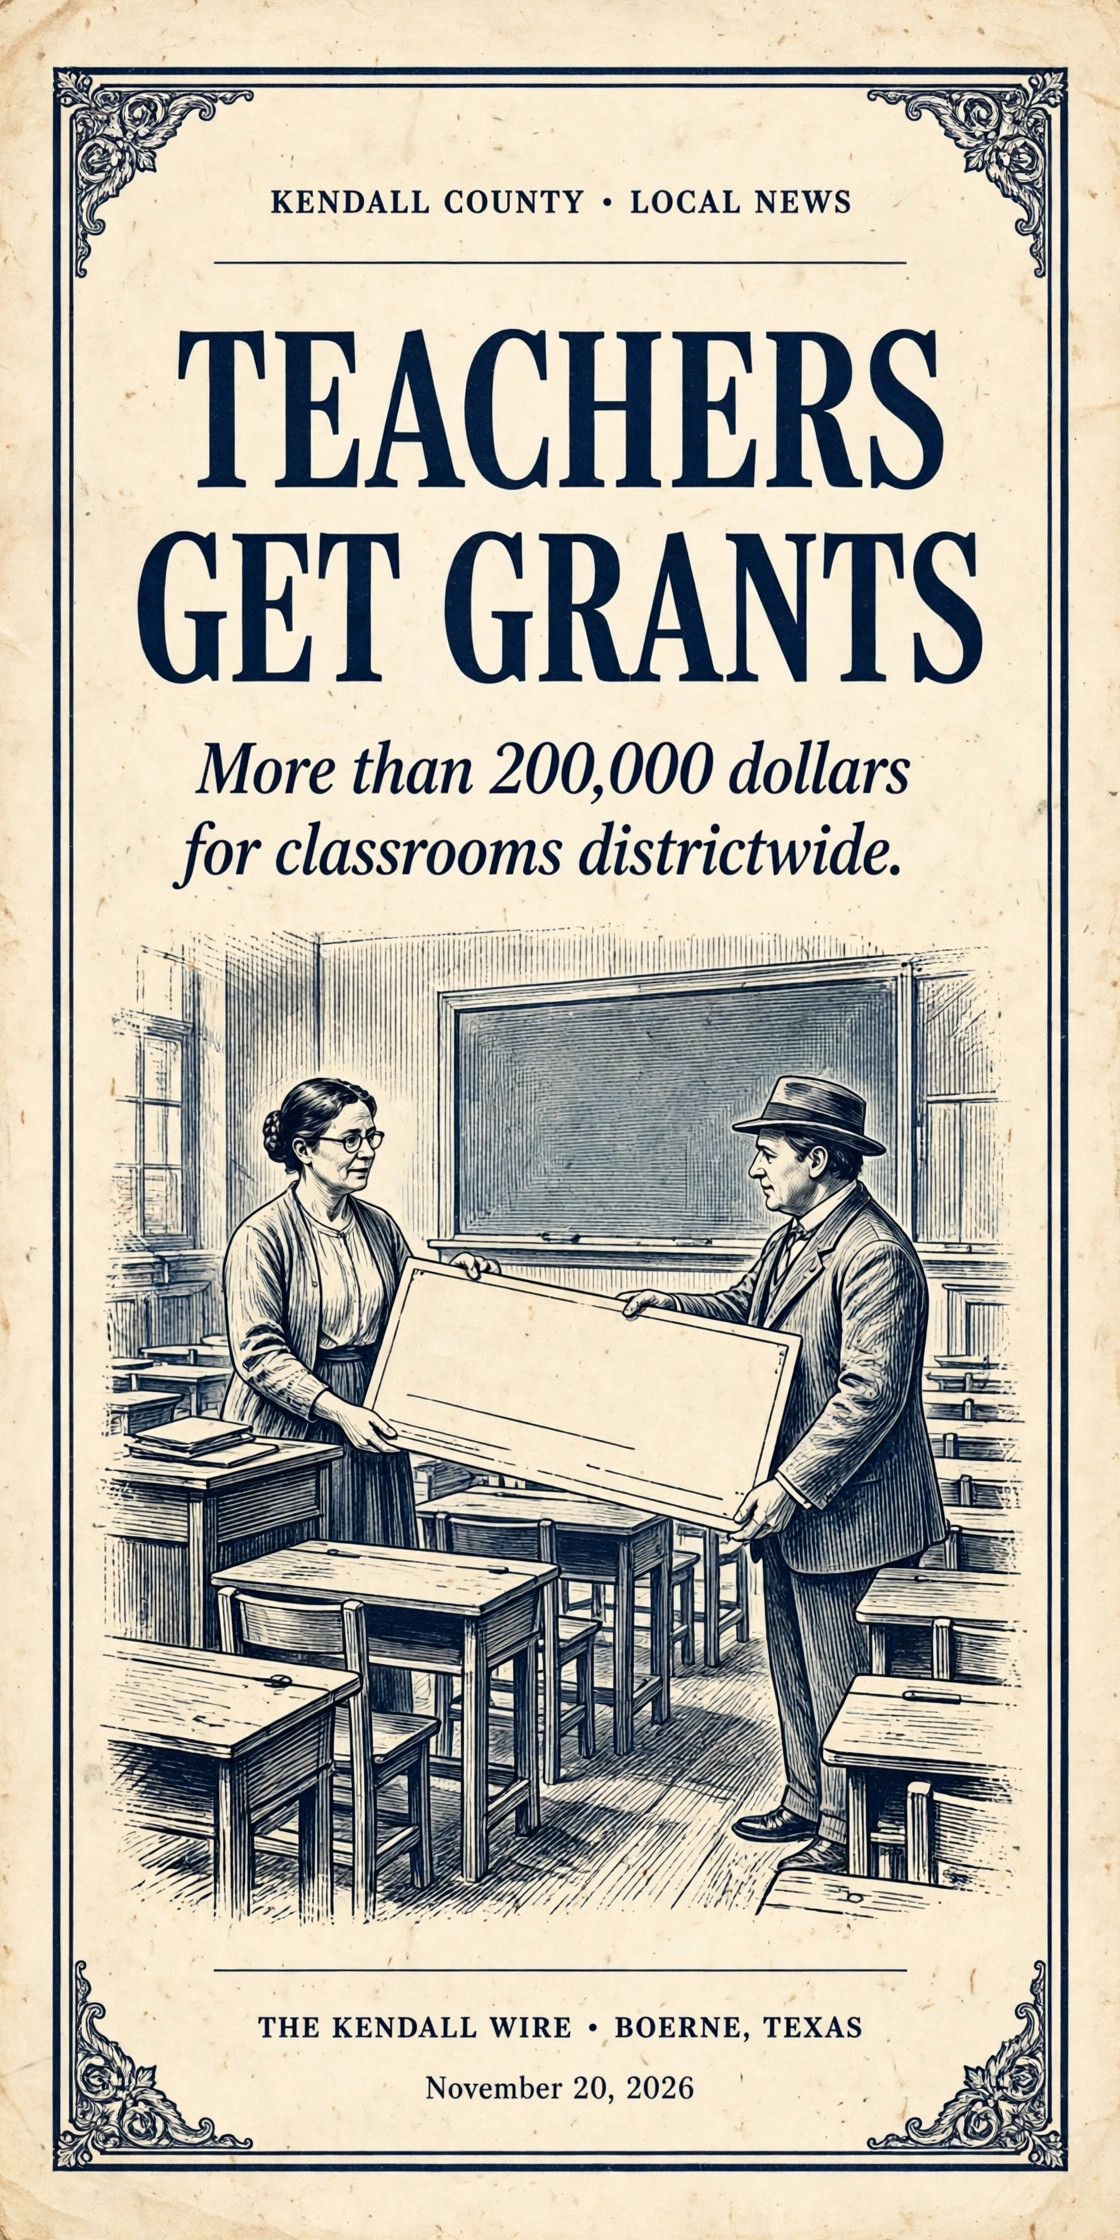 KENDALL COUNTY • LOCAL NEWS
TEACHERS
GET GRANTS
More than 200,000 dollars
for classrooms districtwide.
THE KENDALL WIRE • BOERNE, TEXAS
November 20, 2026